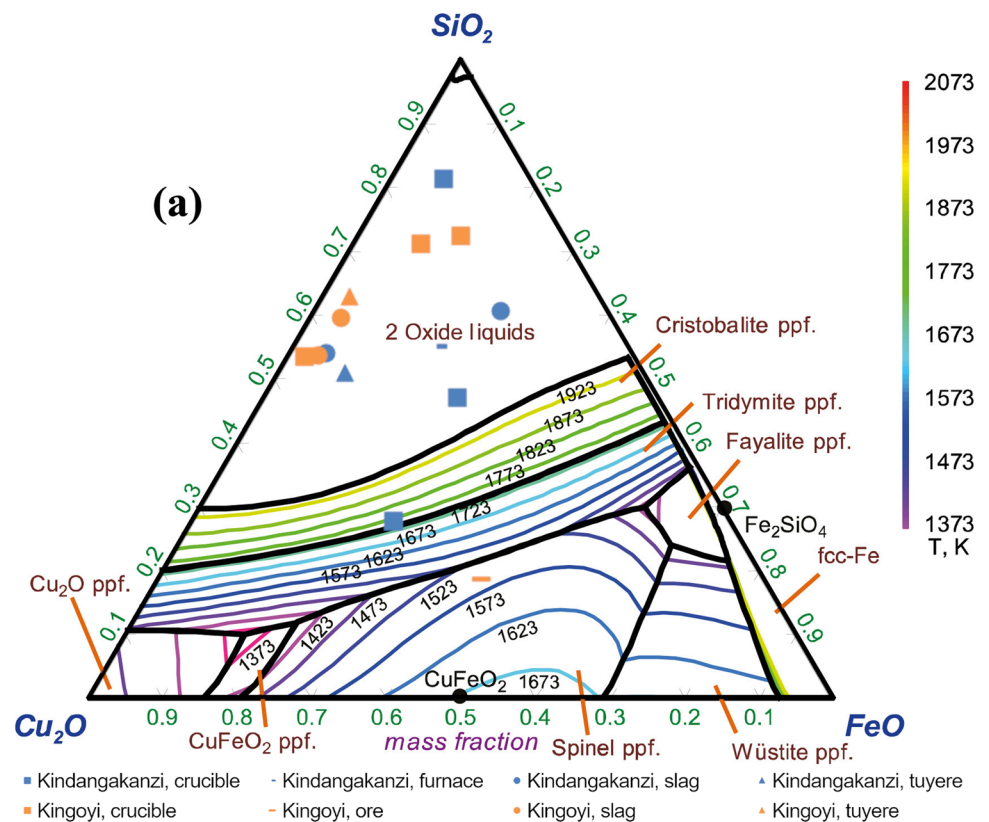 SiO2
(a)
0.9
0.8
0.7
0.6
0.5
0.4
0.3
0.2
0.1
0.1
0.2
0.3
0.4
0.5
0.6
0.7
0.8
0.9
2 Oxide liquids
Cristobalite ppf.
Tridymite ppf.
Fayalite ppf.
Fe2SiO4
fcc-Fe
Cu2O ppf.
1923
1873
1823
1773
1723
1673
1623
1573
1523
1473
1423
1373
1573
1623
1673
CuFeO2
Cu2O
FeO
0.9
0.8
0.7
0.6
0.5
0.4
0.3
0.2
0.1
CuFeO2 ppf.
mass fraction
Spinel ppf.
Wüstite ppf.
2073
1973
1873
1773
1673
1573
1473
1373
T, K
Kindangakanzi, crucible
Kindangakanzi, furnace
Kindangakanzi, slag
Kindangakanzi, tuyere
Kingoyi, crucible
Kingoyi, ore
Kingoyi, slag
Kingoyi, tuyere